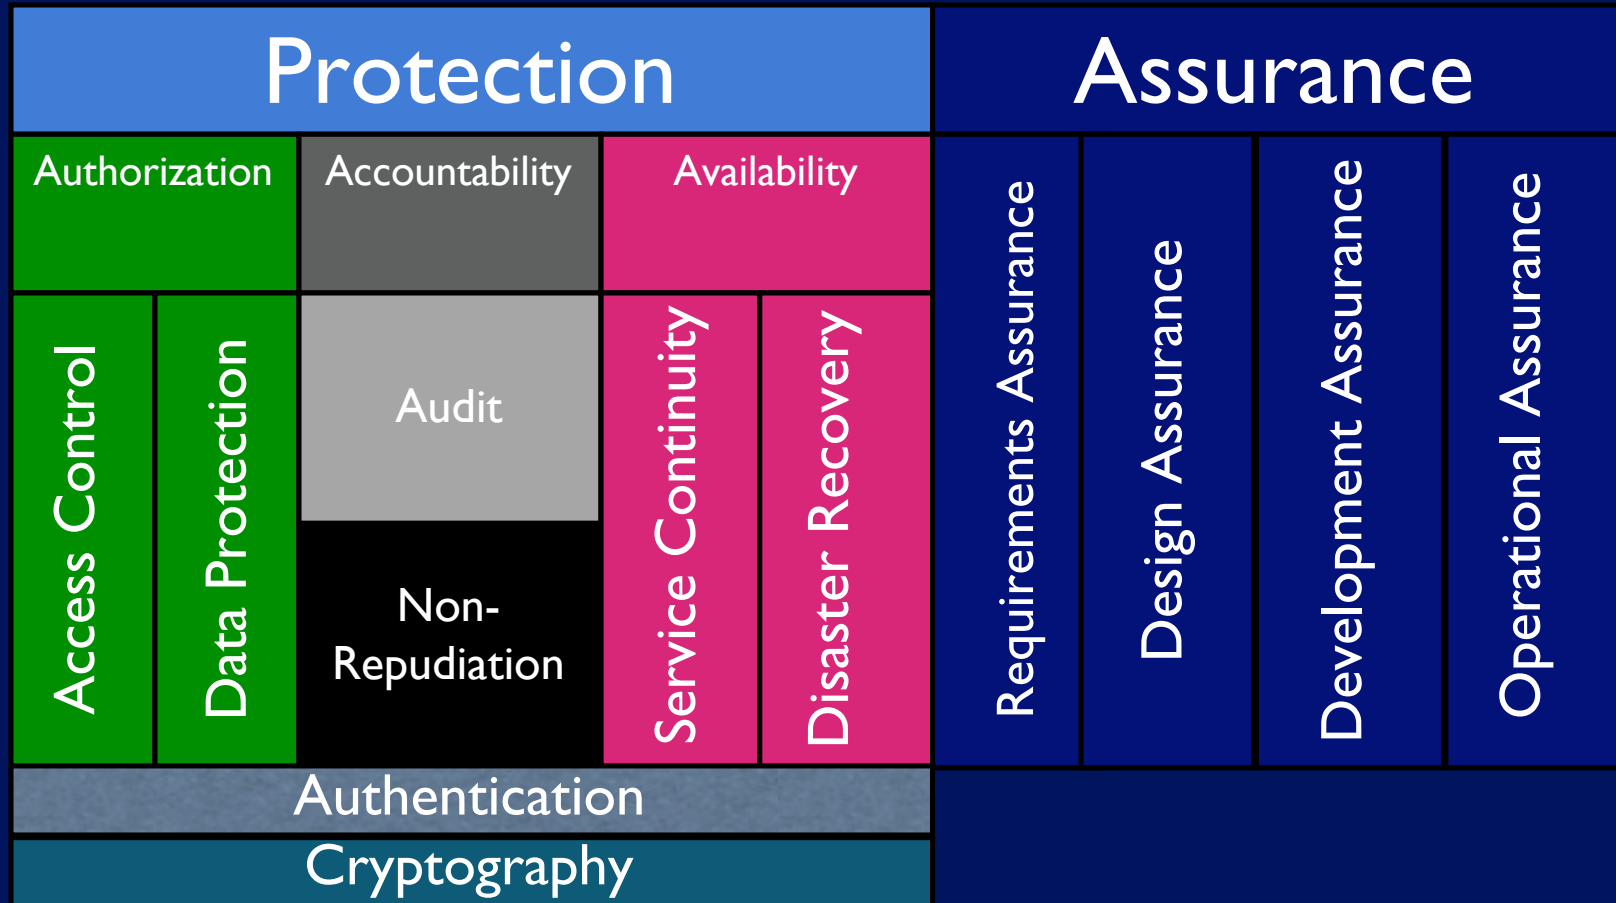 Protection
Assurance
Authorization
Accountability
Availability
Access Control
Data Protection
Audit
Non-
Repudiation
Service Continuity
Disaster Recovery
Requirements Assurance
Design Assurance
Development Assurance
Operational Assurance
Authentication
Cryptography